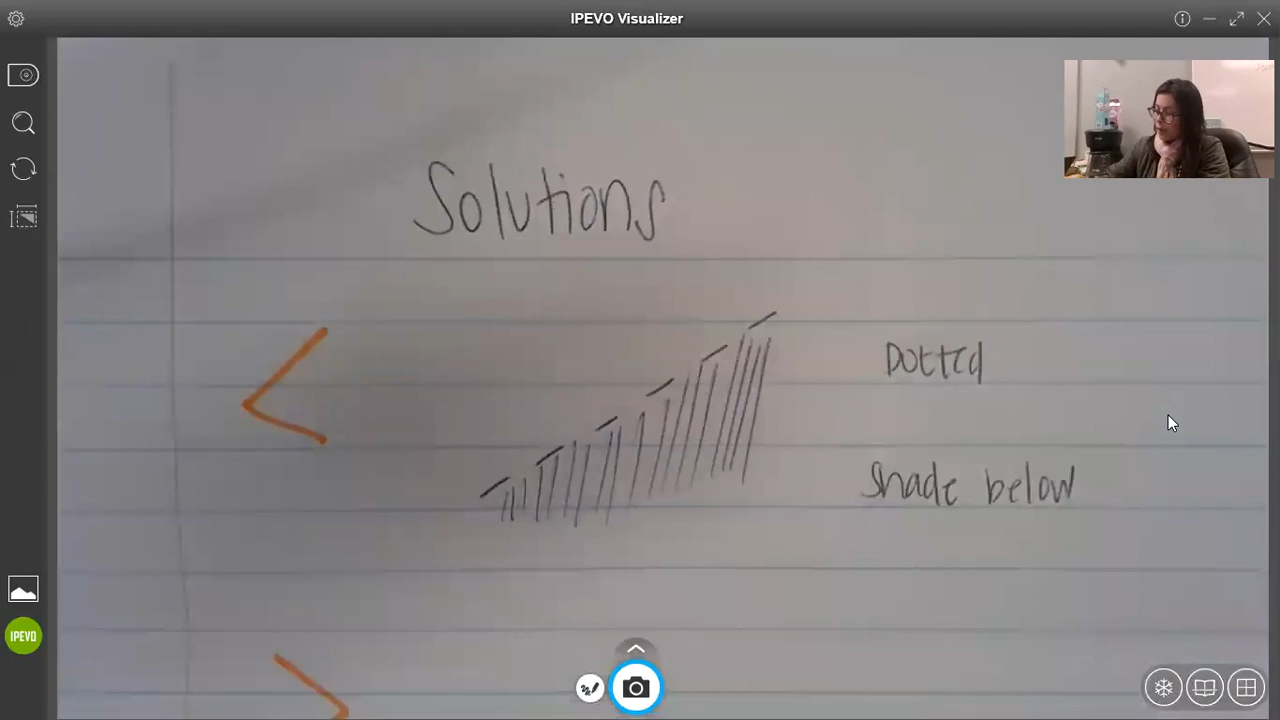 IPEVO Visualizer
Solutions
< Dotted
shade below
>
IPEVO